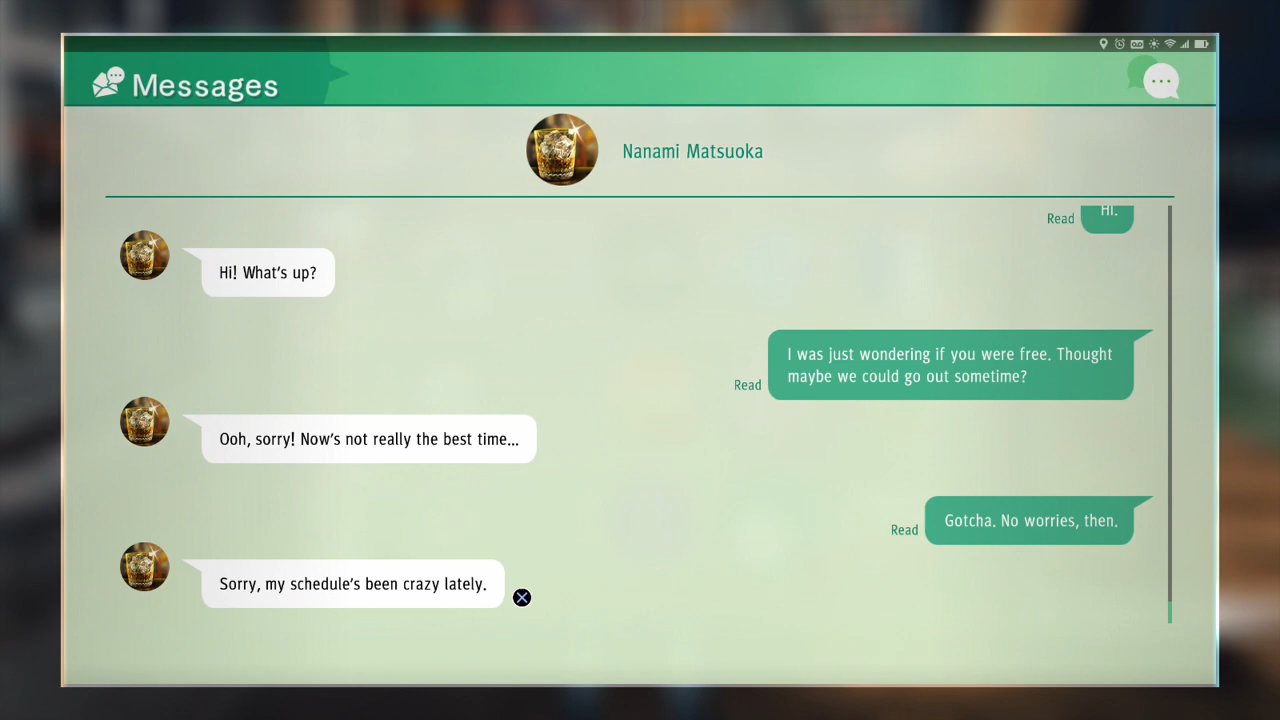 Messages
Nanami Matsuoka
Hi.
Read
Hi! What's up?
I was just wondering if you were free. Thought
maybe we could go out sometime?
Read
Ooh, sorry! Now's not really the best time...
Gotcha. No worries, then.
Read
Sorry, my schedule's been crazy lately.